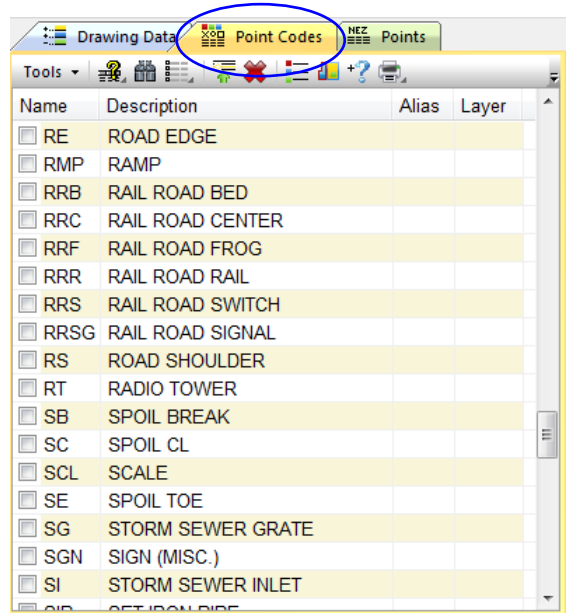 Drawing Data Point Codes NEZ Points
Tools
Name Description Alias Layer
RE ROAD EDGE
RMP RAMP
RRB RAIL ROAD BED
RRC RAIL ROAD CENTER
RRF RAIL ROAD FROG
RRR RAIL ROAD RAIL
RRS RAIL ROAD SWITCH
RRSG RAIL ROAD SIGNAL
RS ROAD SHOULDER
RT RADIO TOWER
SB SPOIL BREAK
SC SPOIL CL
SCL SCALE
SE SPOIL TOE
SG STORM SEWER GRATE
SGN SIGN (MISC.)
SI STORM SEWER INLET